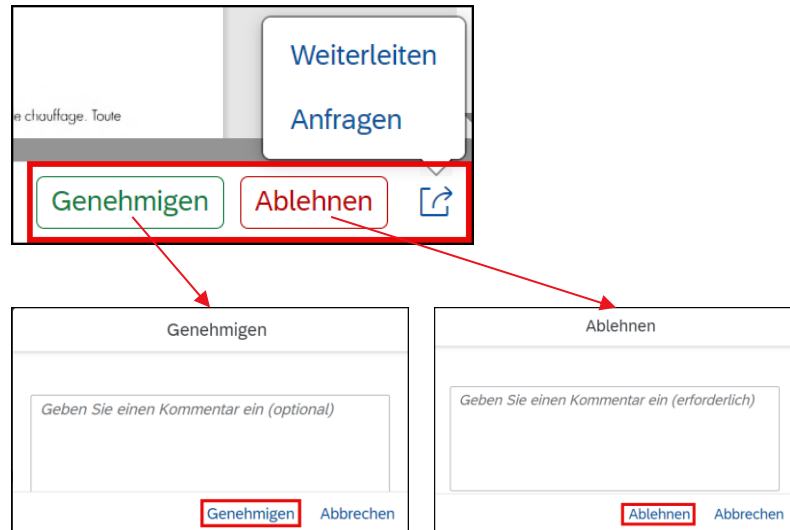 Weiterleiten
Anfragen
e chauffage. Toute
Genehmigen Ablehnen
Genehmigen
Geben Sie einen Kommentar ein (optional)
Genehmigen Abbrechen
Ablehnen
Geben Sie einen Kommentar ein (erforderlich)
Ablehnen Abbrechen